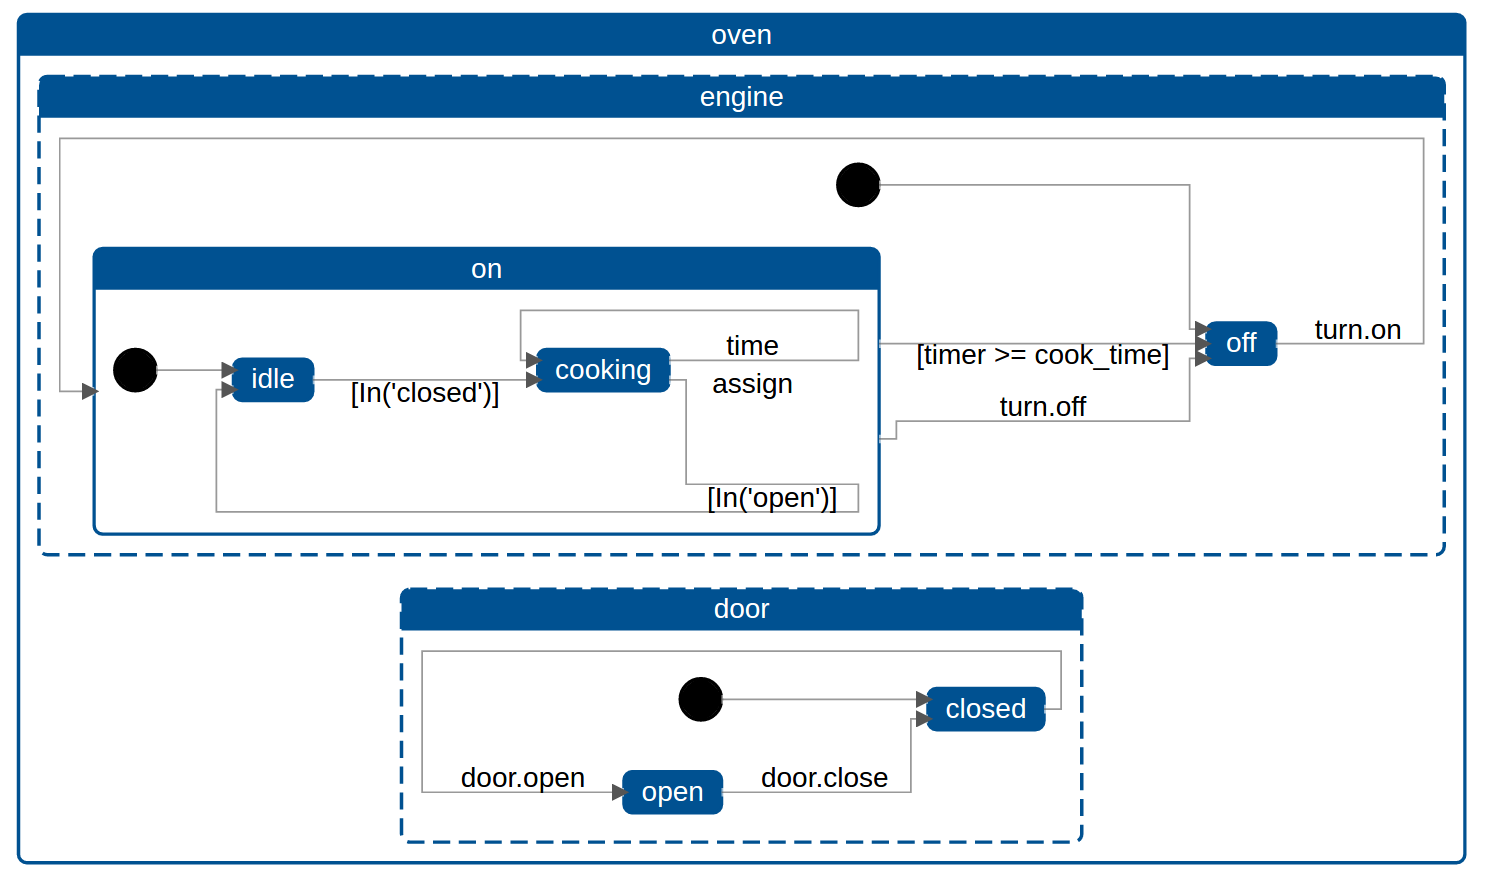 oven
engine
on
time
turn.on
off
[timer >= cook_time]
idle
cooking
assign
[In('closed')]
turn.off
[In('open')]
door
closed
door.open
door.close
open